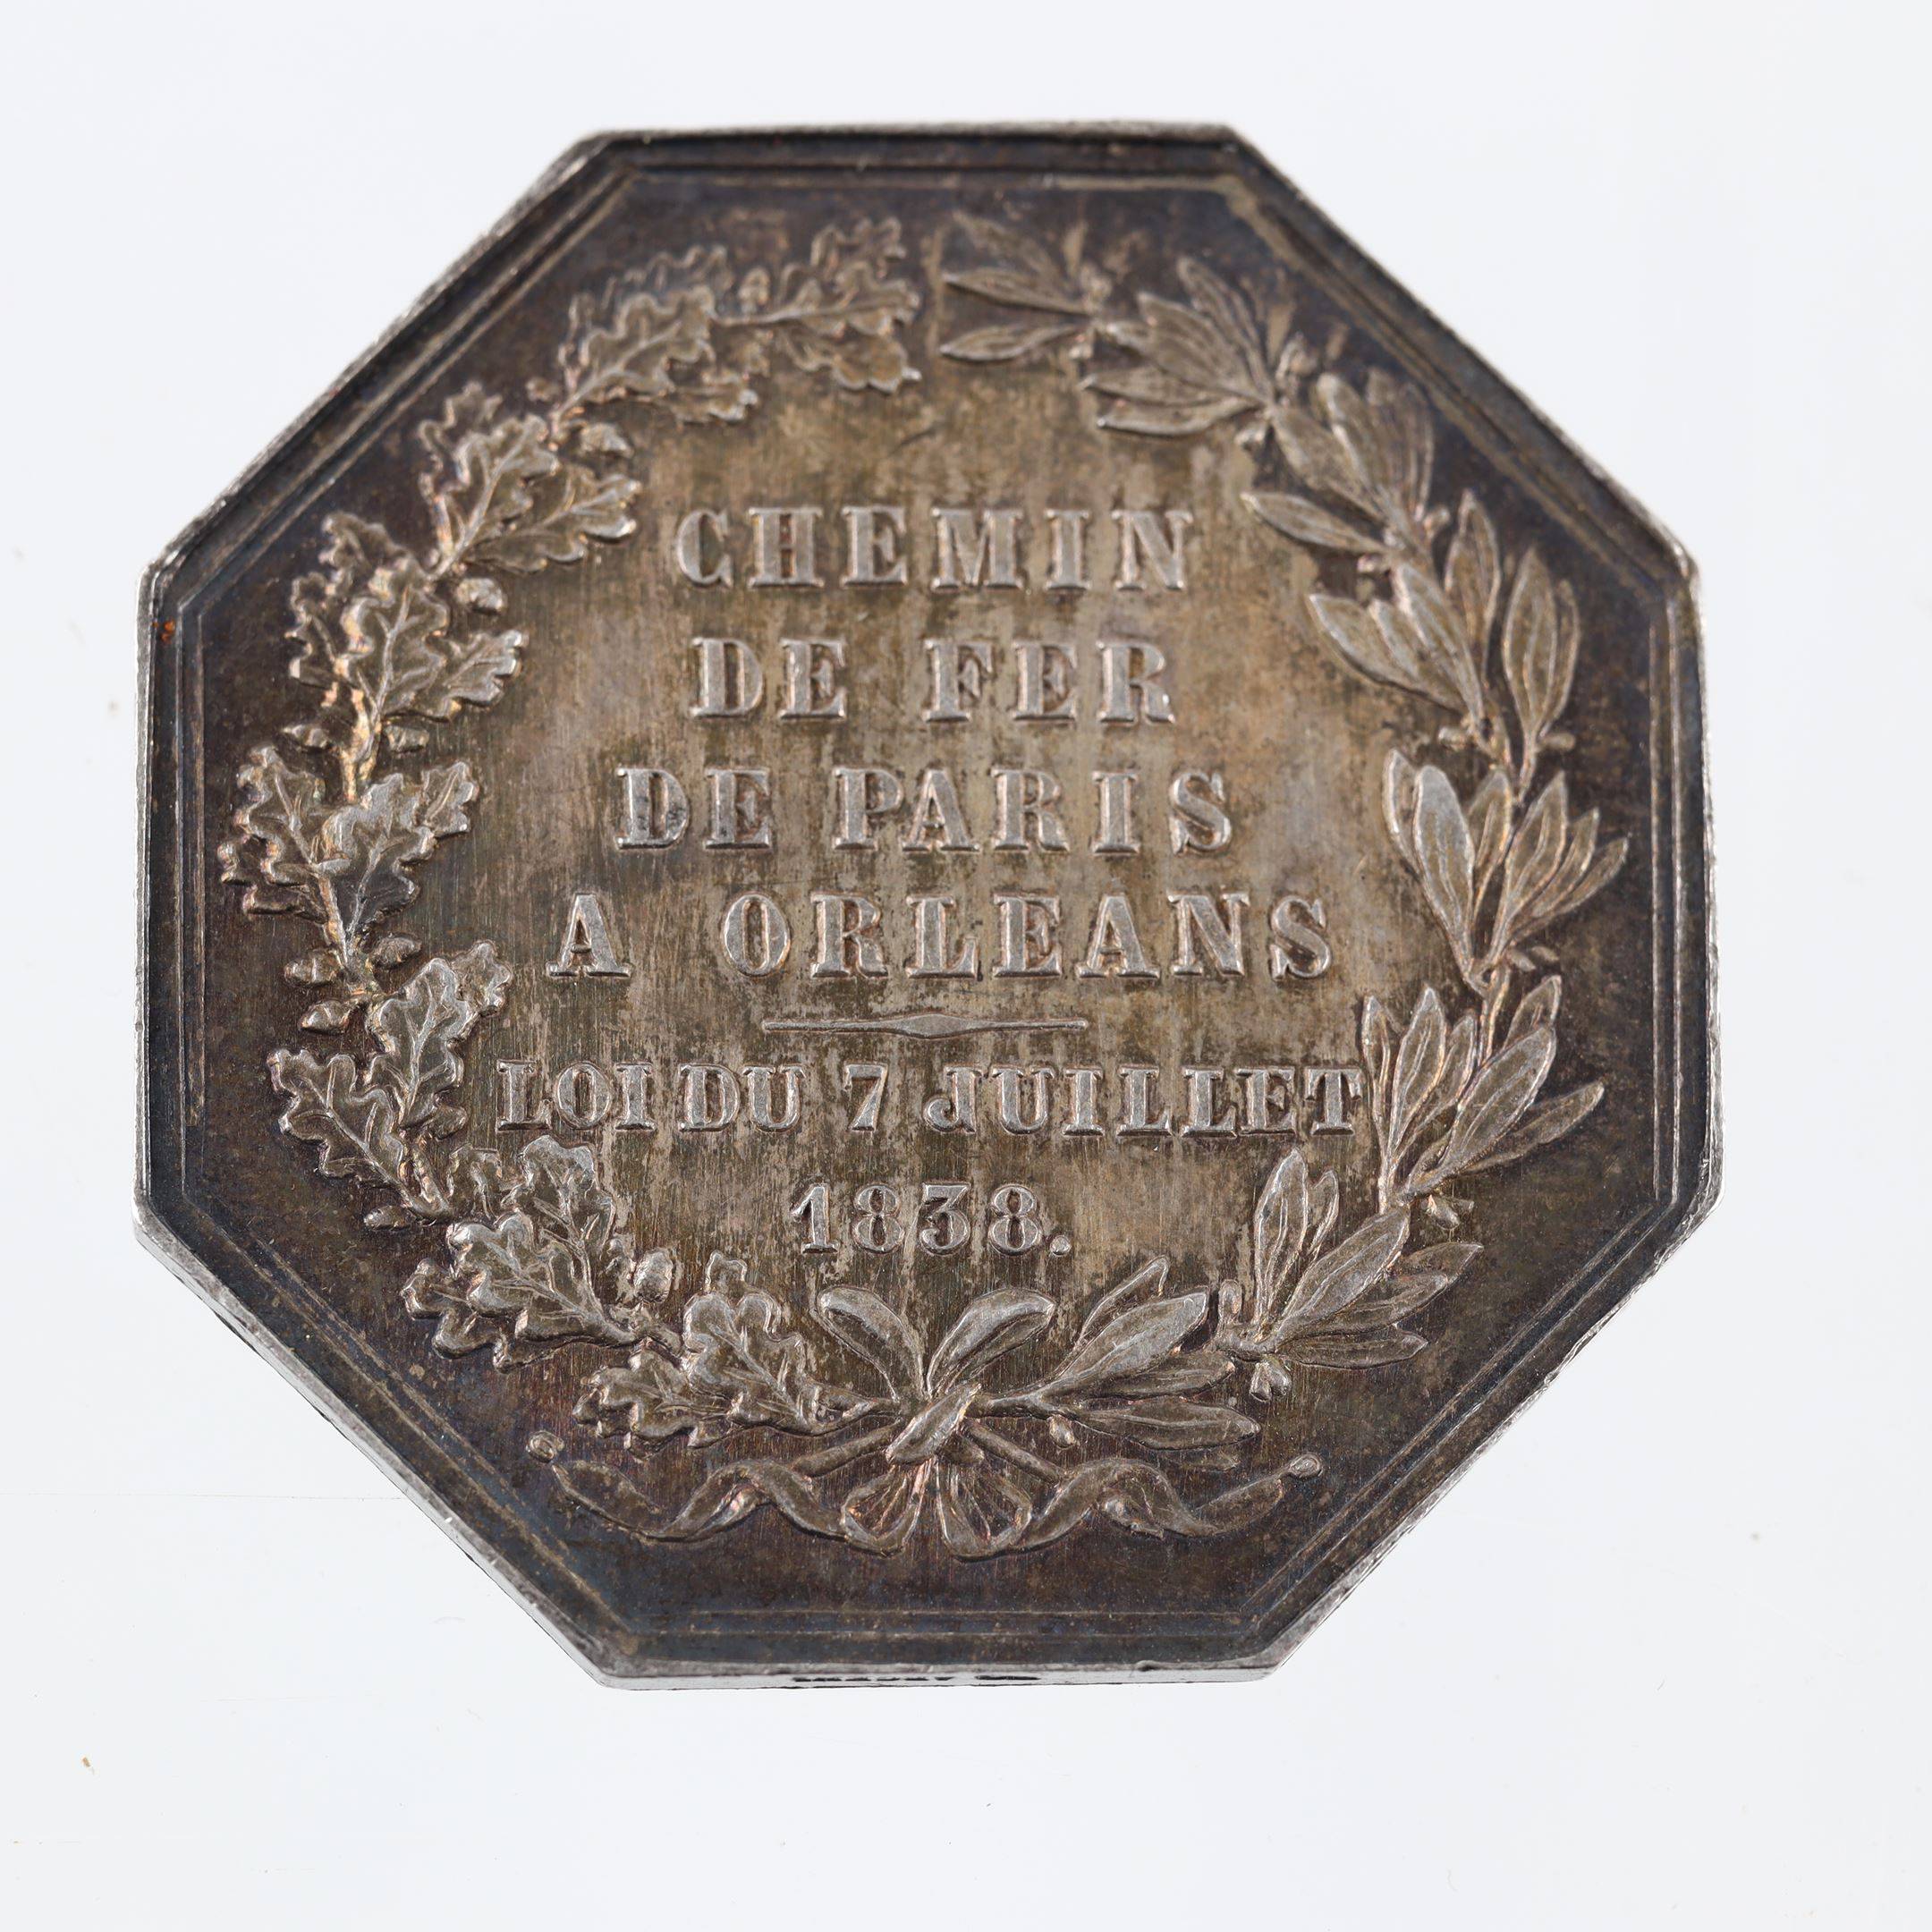 CHEMIN
DE FER
DE PARIS
A ORLEANS
LOI DU 7 JUILLET
1838.